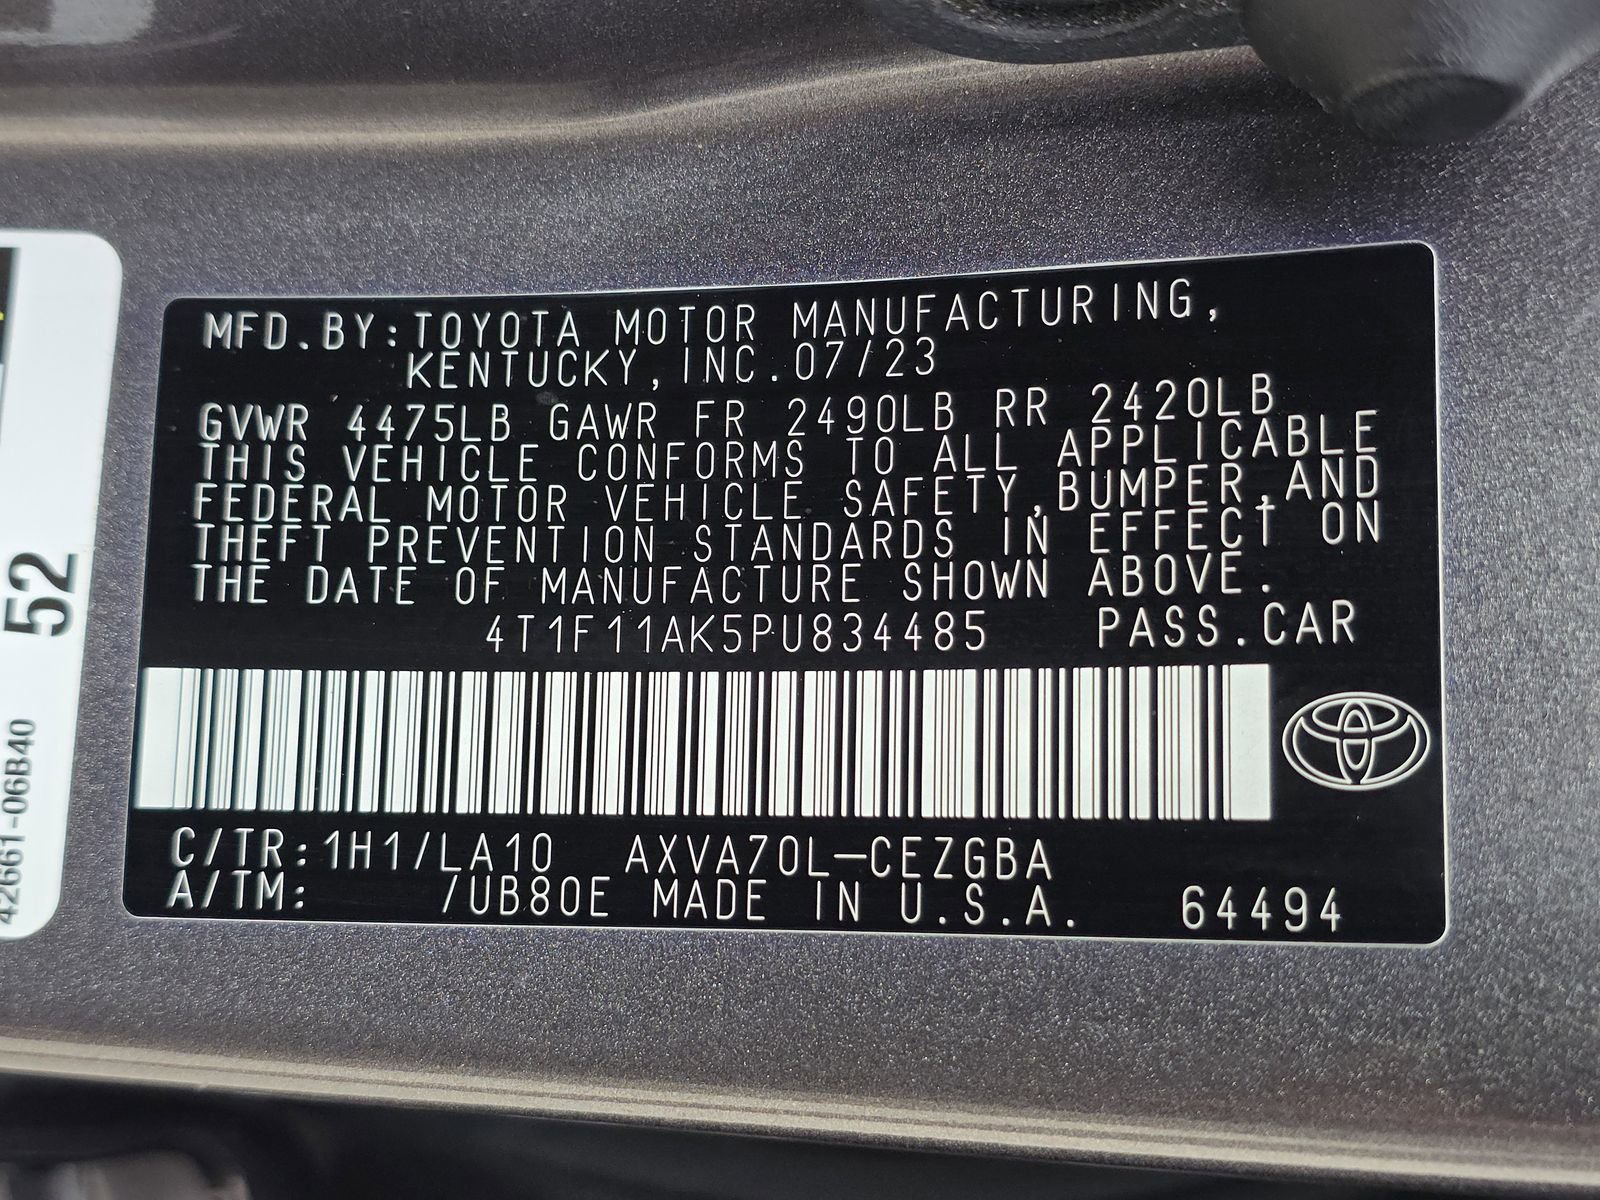 MFD.BY:TOYOTA MOTOR MANUFACTURING,
KENTUCKY,INC.07/23
GVWR 4475LB GAWR FR 2490LB RR 2420LB
THIS VEHICLE CONFORMS TO ALL APPLICABLE
FEDERAL MOTOR VEHICLE SAFETY,BUMPER,AND
THEFT PREVENTION STANDARDS IN EFFECT ON
THE DATE OF MANUFACTURE SHOWN ABOVE.
4T1F11AK5PU834485 PASS.CAR
C/TR:1H1/LA10 AXVA70L-CEZGBA
A/TM: /UB80E MADE IN U.S.A. 64494
52
42661-06B40